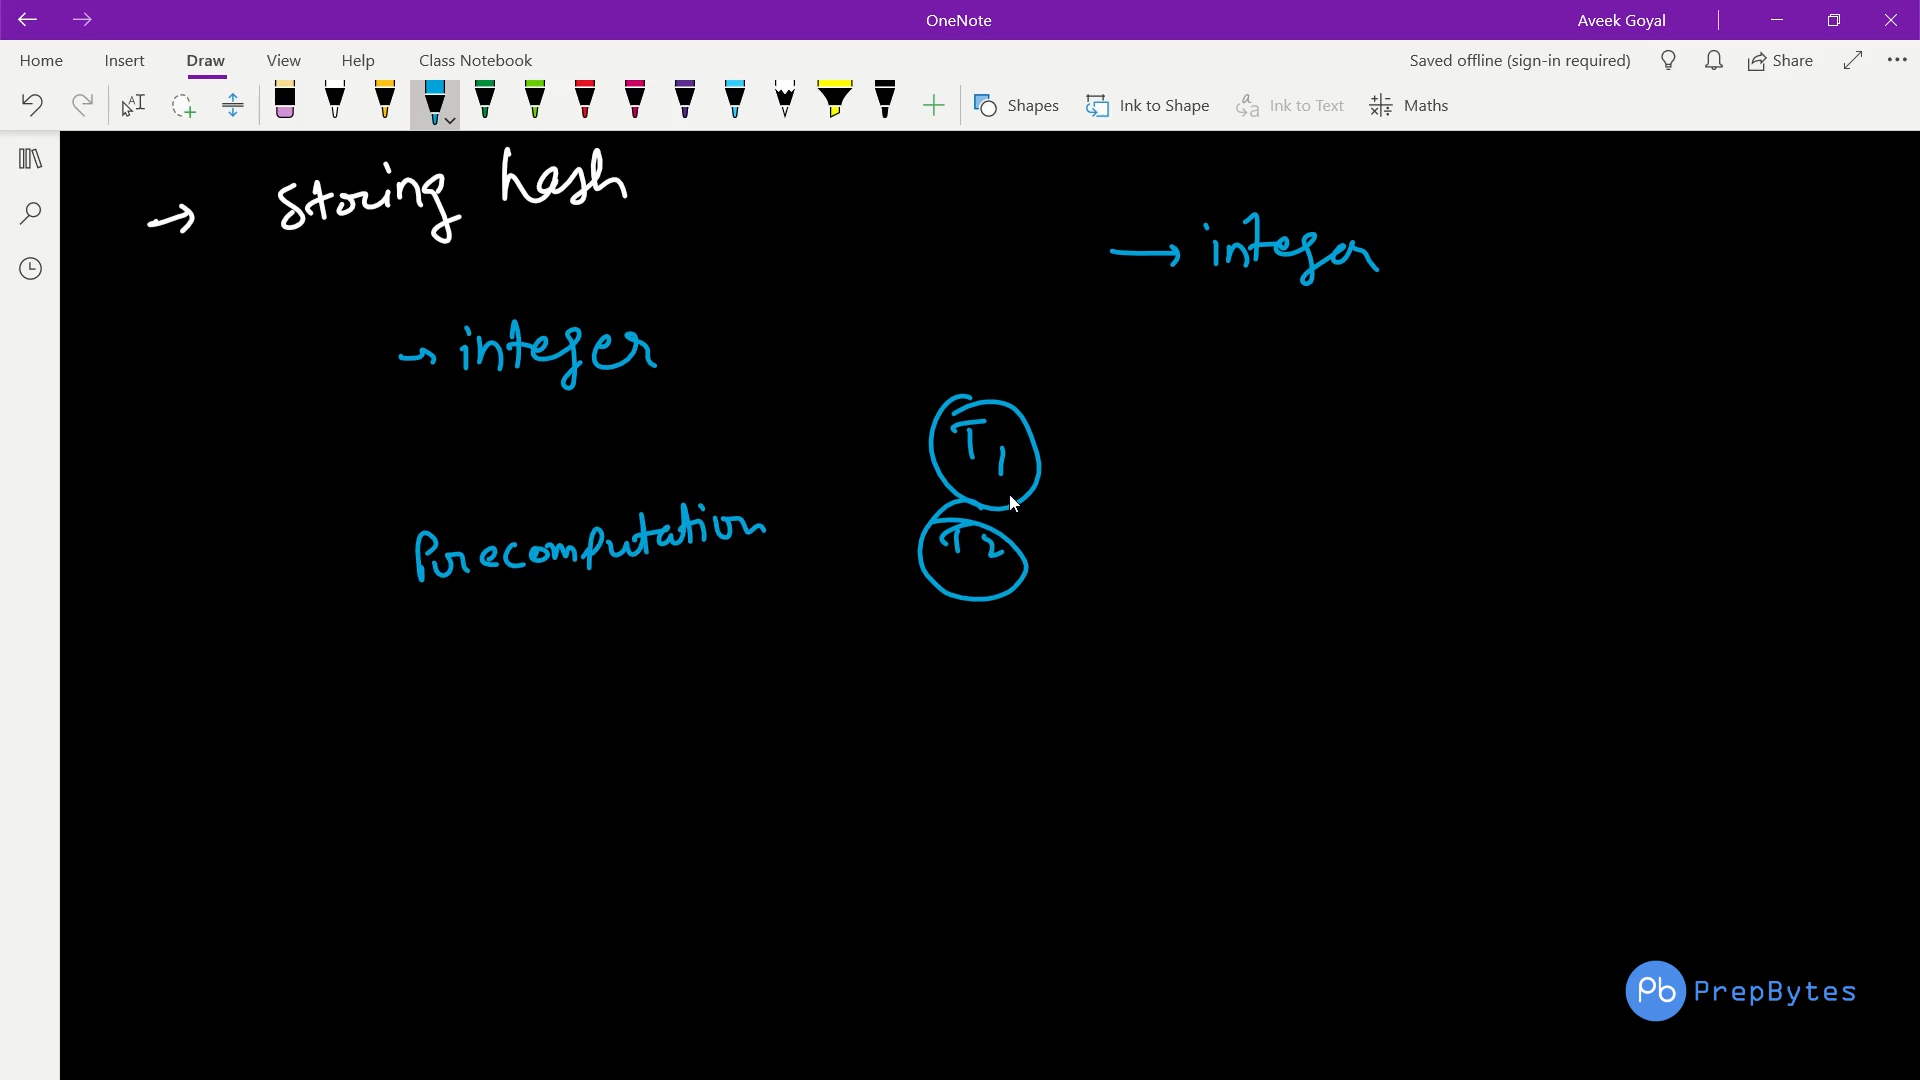 OneNote
Aveek Goyal
Home Insert Draw View Help Class Notebook
Saved offline (sign-in required) Share
Shapes Ink to Shape Ink to Text Maths
→ Storing hash
→ integer
→ integer
T1
Precomputation
T2
Pb PrepBytes